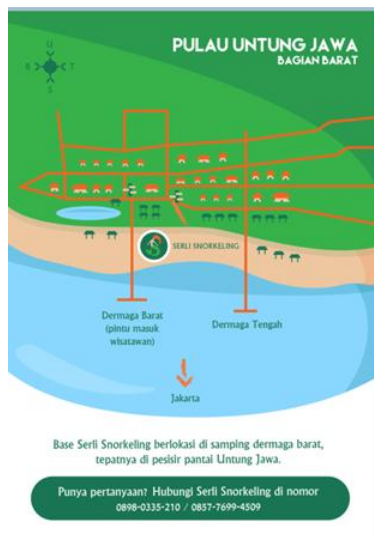 PULAU UNTUNG JAWA
BAGIAN BARAT
U
B T
S
SERLI SNORKELING
Dermaga Barat
(pintu masuk
wisatawan)
Dermaga Tengah
Jakarta
Base Serli Snorkeling berlokasi di samping dermaga barat,
tepatnya di pesisir pantai Untung Jawa.
Punya pertanyaan? Hubungi Serli Snorkeling di nomor
0898-0335-210 / 0857-7699-4509